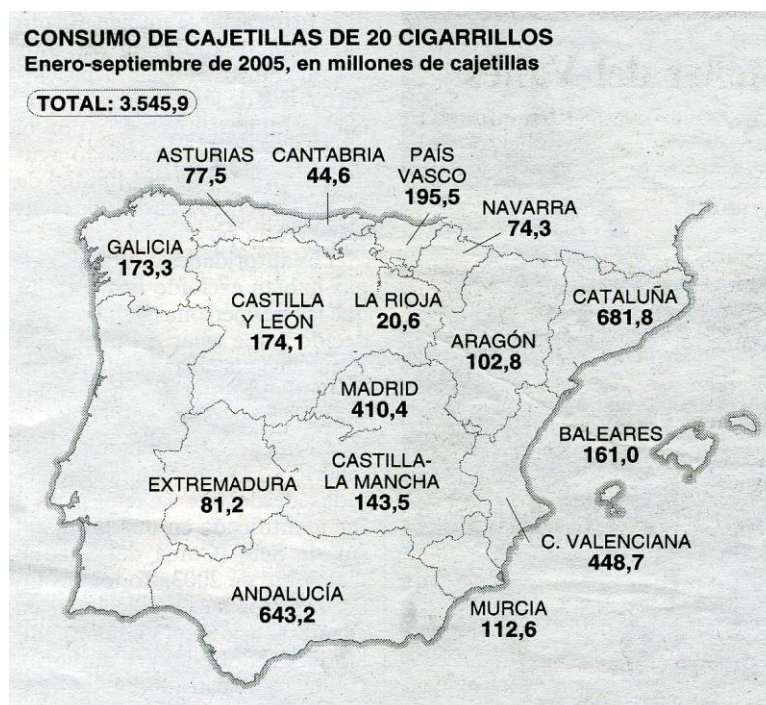 CONSUMO DE CAJETILLAS DE 20 CIGARRILLOS
Enero-septiembre de 2005, en millones de cajetillas
TOTAL: 3.545,9
ASTURIAS
77,5
CANTABRIA
44,6
PAÍS
VASCO
195,5
NAVARRA
74,3
GALICIA
173,3
CASTILLA
Y LEÓN
174,1
LA RIOJA
20,6
ARAGÓN
102,8
CATALUÑA
681,8
MADRID
410,4
BALEARES
161,0
EXTREMADURA
81,2
CASTILLA-
LA MANCHA
143,5
C. VALENCIANA
448,7
ANDALUCÍA
643,2
MURCIA
112,6